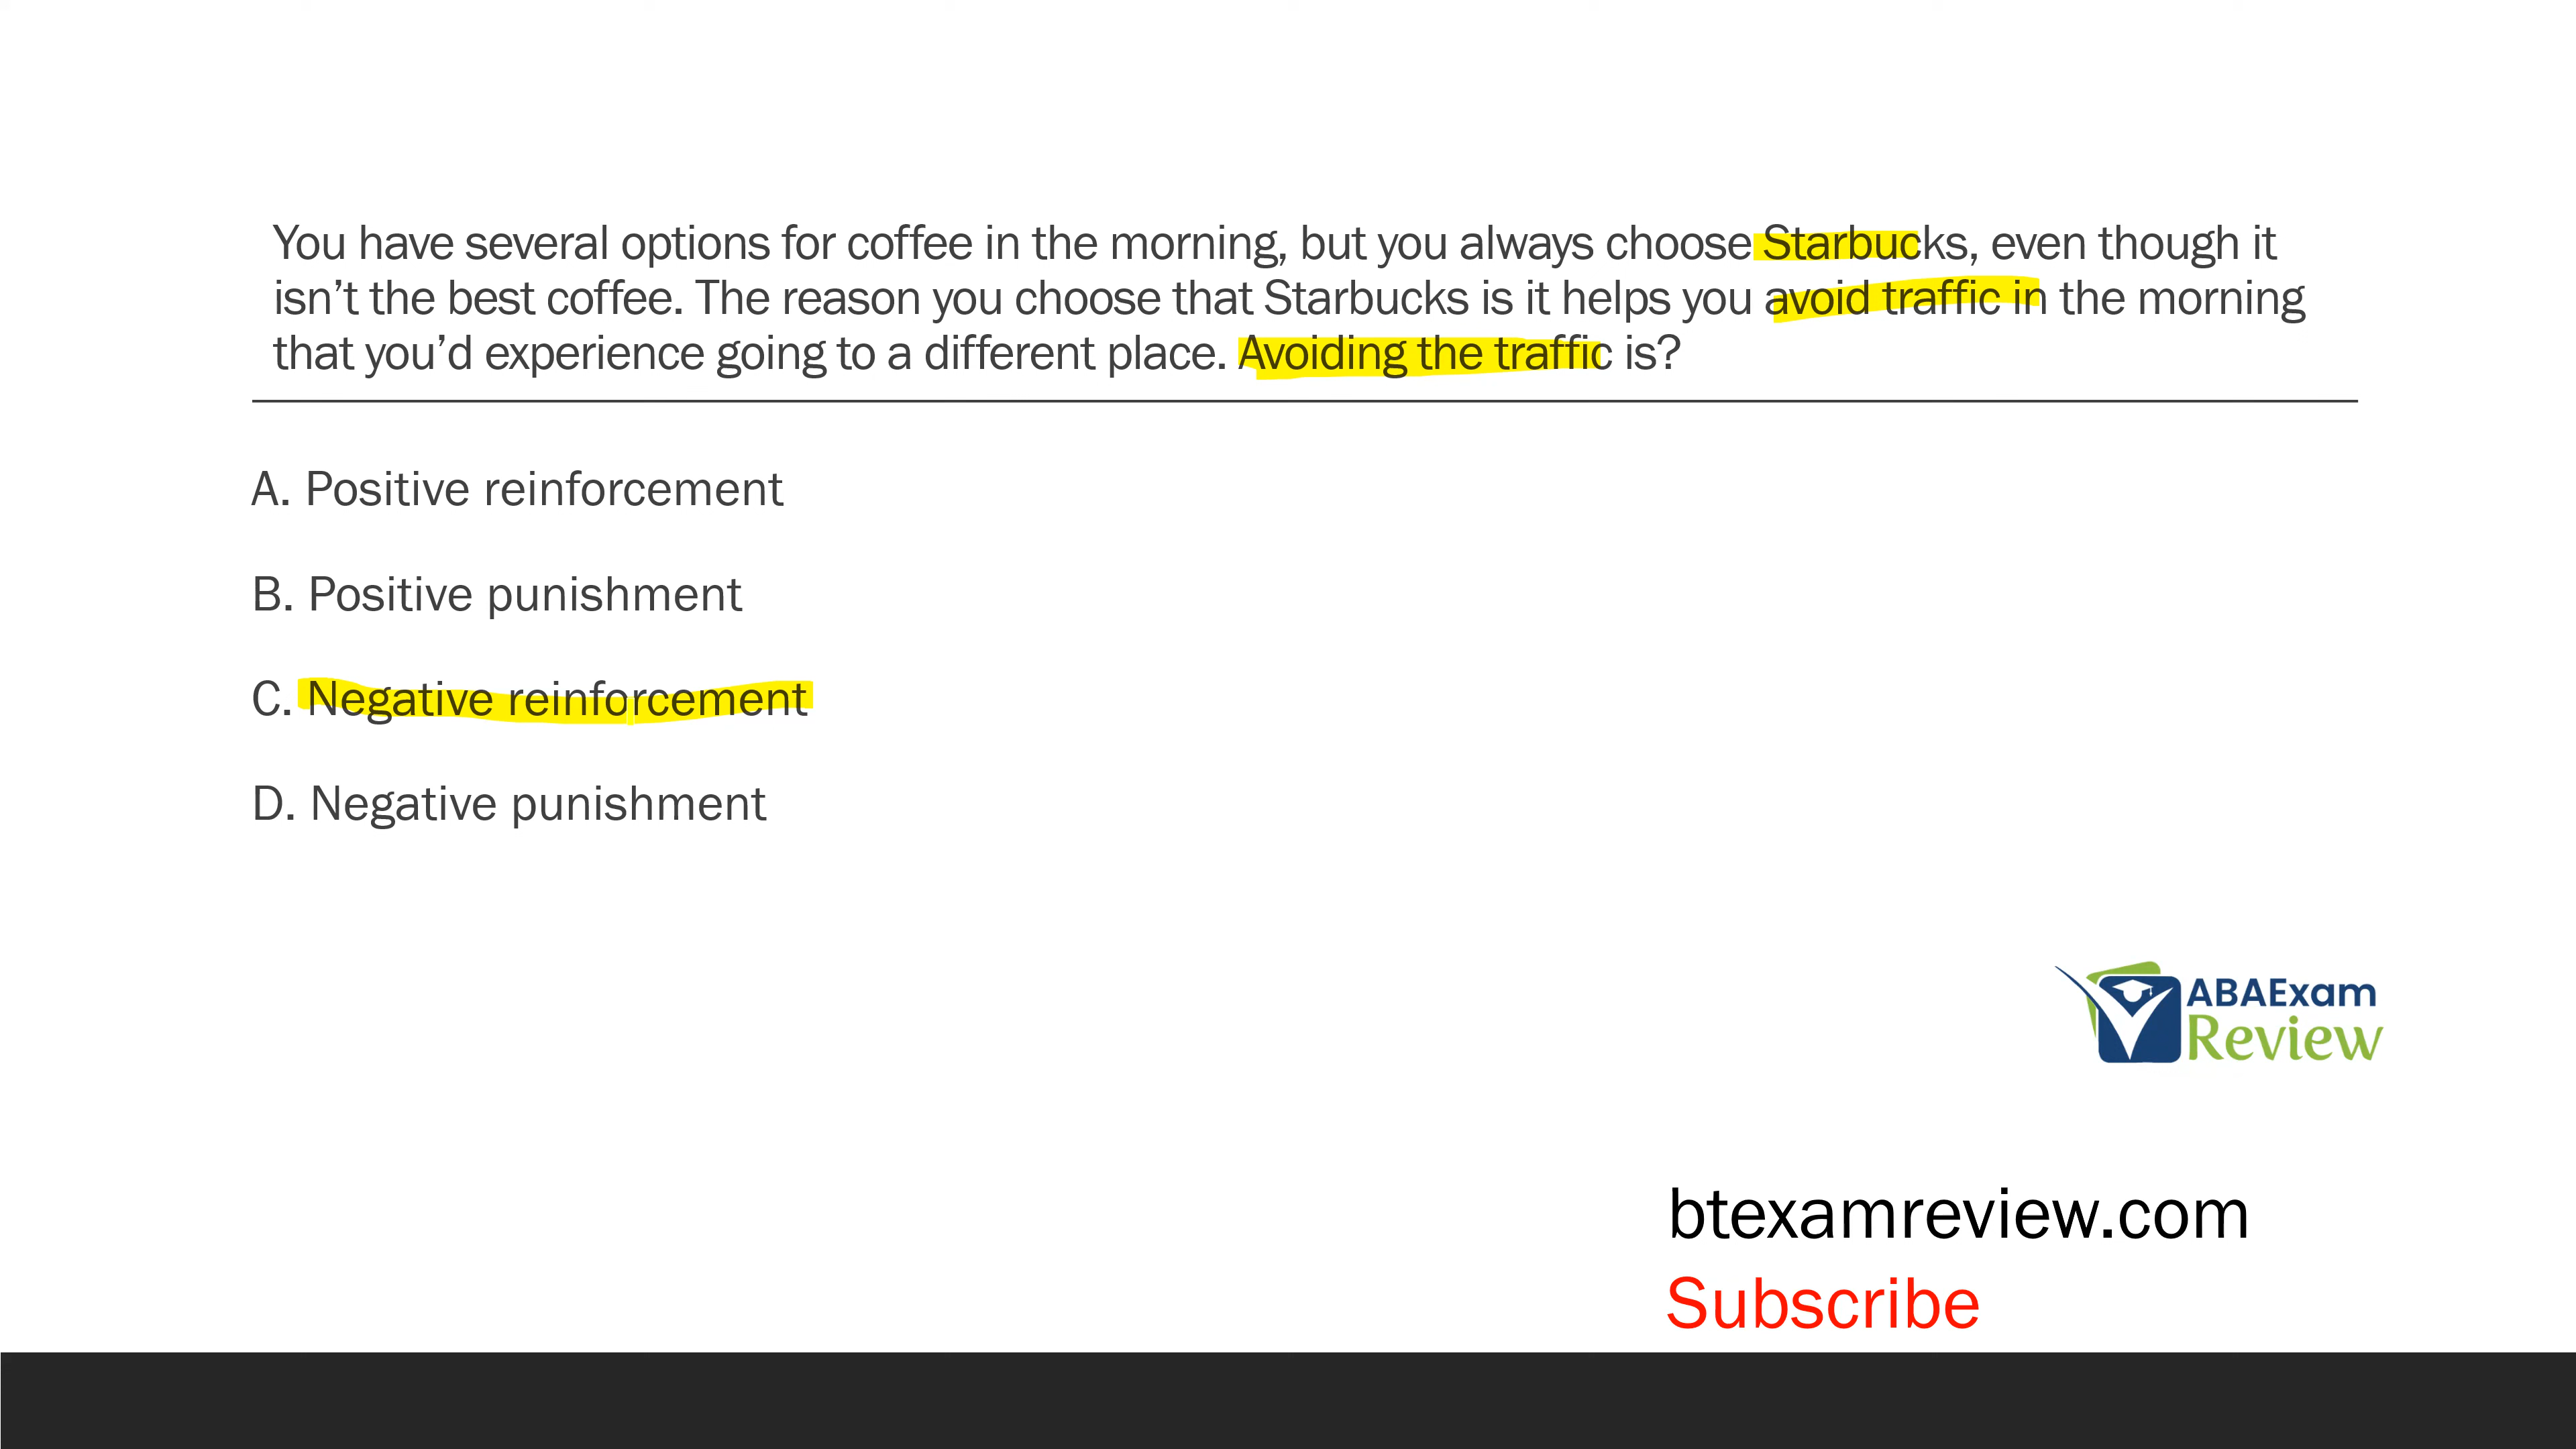 You have several options for coffee in the morning, but you always choose Starbucks, even though it
isn’t the best coffee. The reason you choose that Starbucks is it helps you avoid traffic in the morning
that you’d experience going to a different place. Avoiding the traffic is?
A. Positive reinforcement
B. Positive punishment
C. Negative reinforcement
D. Negative punishment
ABAExam
Review
btexamreview.com
Subscribe